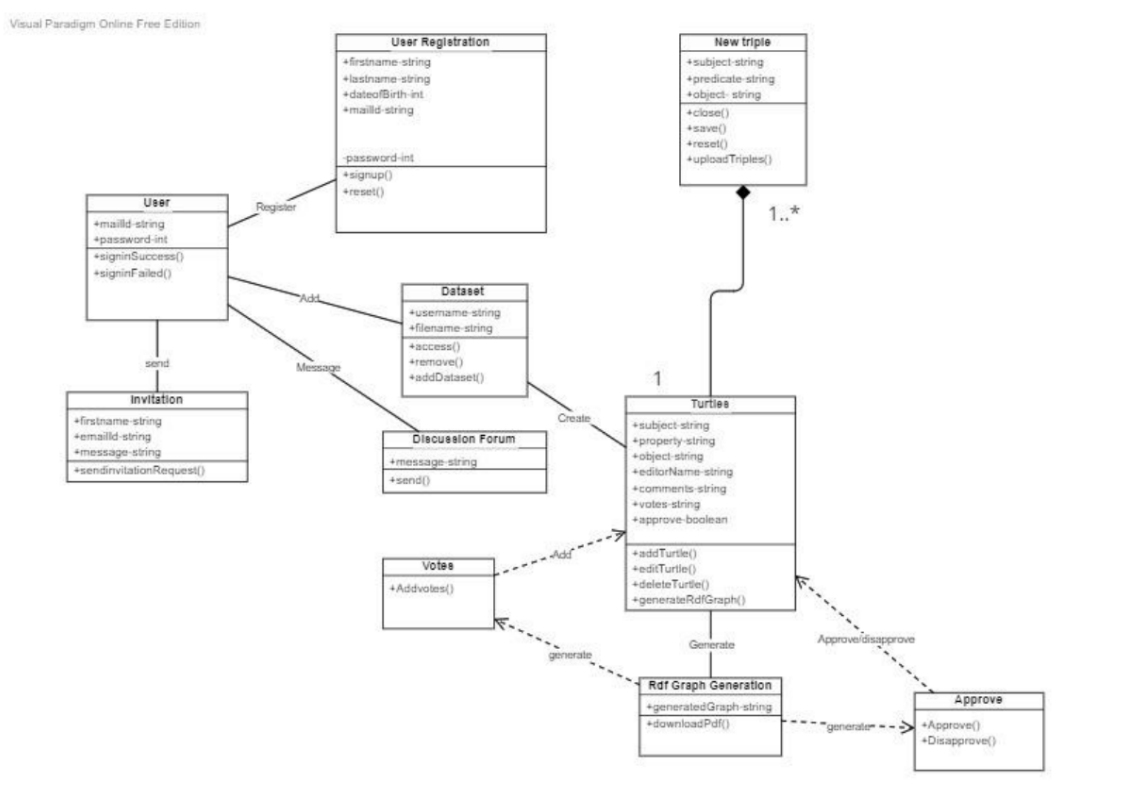 Visual Paradigm Online Free Edition
User Registration
+firstname-string
+lastname-string
+dateofBirth-int
+mailId-string
-password-int
+signup()
+reset()
New triple
+subject-string
+predicate-string
+object- string
+close()
+save()
+reset()
+uploadTriples()
1..*
User
+mailId-string
+password-int
+signinSuccess()
+signinFailed()
Register
Add
Message
send
Dataset
+username-string
+filename-string
+access()
+remove()
+addDataset()
Create
Invitation
+firstname-string
+emailId-string
+message-string
+sendinvitationRequest()
Discussion Forum
+message-string
+send()
1
Turtles
+subject-string
+property-string
+object-string
+editorName-string
+comments-string
+votes-string
+approve-boolean
+addTurtle()
+editTurtle()
+deleteTurtle()
+generateRdfGraph()
Votes
+Addvotes()
Add
generate
Generate
Approve/disapprove
Rdf Graph Generation
+generatedGraph-string
+downloadPdf()
generate
Approve
+Approve()
+Disapprove()